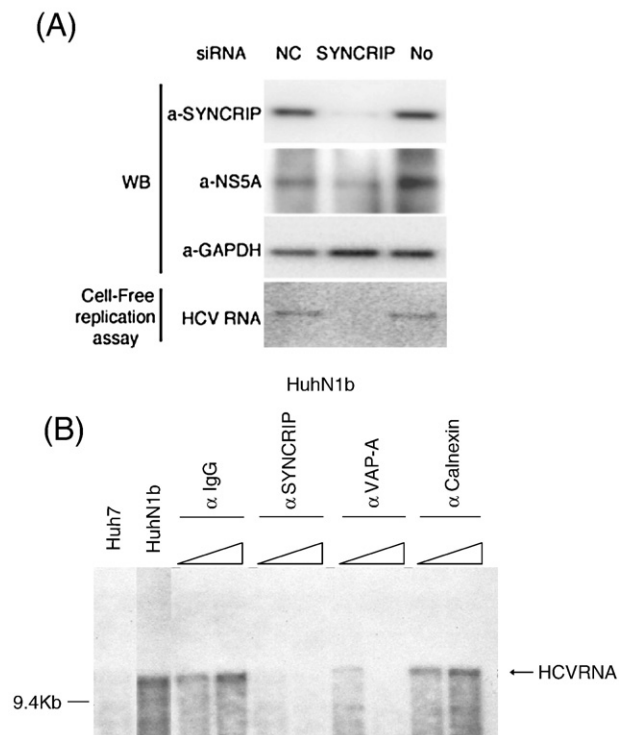 (A)
siRNA NC SYNCRIP No
a-SYNCRIP
WB
a-NS5A
a-GAPDH
Cell-Free
replication
assay
HCV RNA
HuhN1b
(B)
Huh7
HuhN1b
α IgG
α SYNCRIP
α VAP-A
α Calnexin
←HCVRNA
9.4Kb